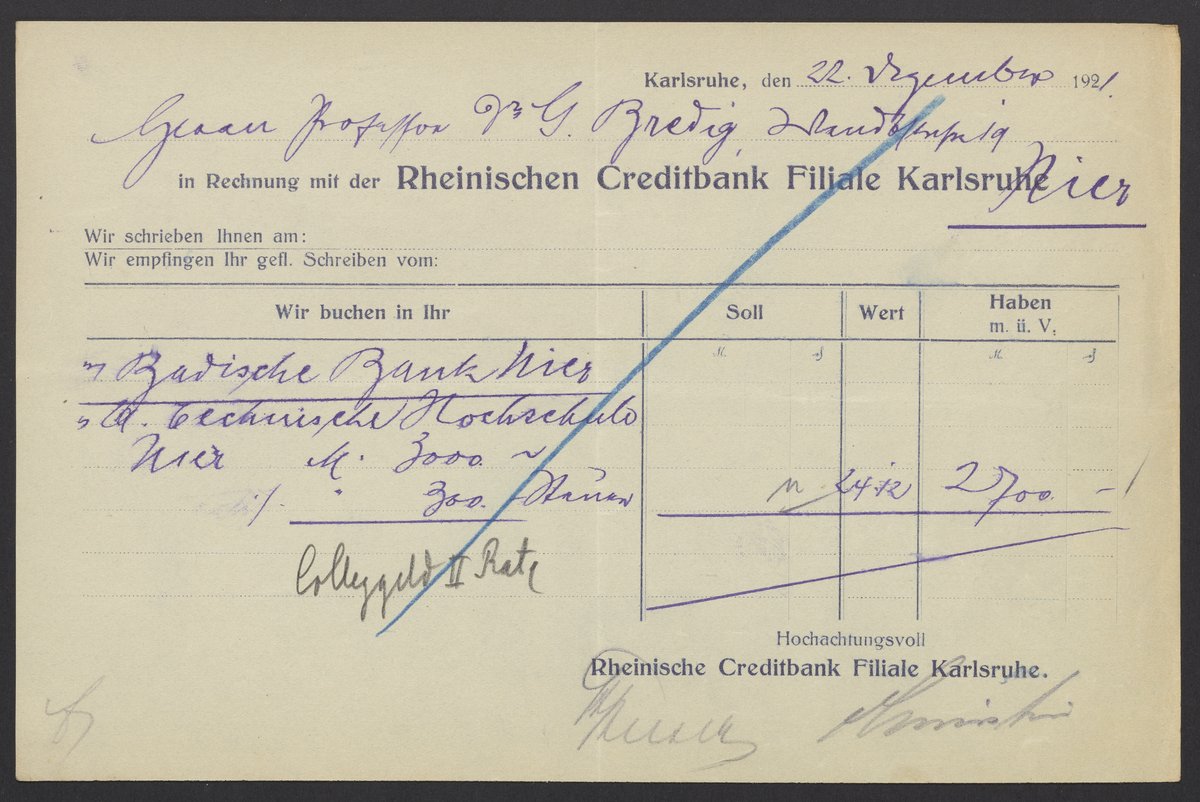 Karlsruhe, den 22. Dezember 1921.
Herrn Professor Dr G. Bredig,
in Rechnung mit der Rheinischen Creditbank Filiale Karlsruhe Hier
Wir schrieben Ihnen am:
Wir empfingen Ihr gefl. Schreiben vom:
Wir buchen in Ihr Soll Wert Haben
m. ü. V.
M. ₰ M. ₰
Badische Bank Hier
Technische Hochschule
Hier M. 3000. –
./. " 300. – Steuer 24.12 2700. –
Colleggeld II Rate
Hochachtungsvoll
Rheinische Creditbank Filiale Karlsruhe.